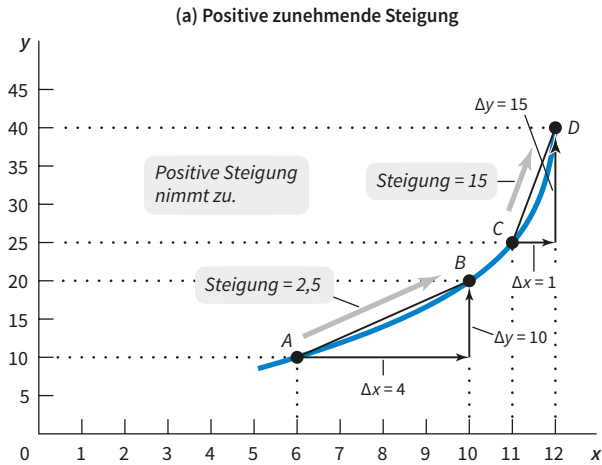 (a) Positive zunehmende Steigung
y
45
40
35
30
25
20
15
10
5
0
1
2
3
4
5
6
7
8
9
10
11
12
x
Positive Steigung
nimmt zu.
Steigung = 2,5
Steigung = 15
A
B
C
D
Δy = 15
Δx = 1
Δy = 10
Δx = 4